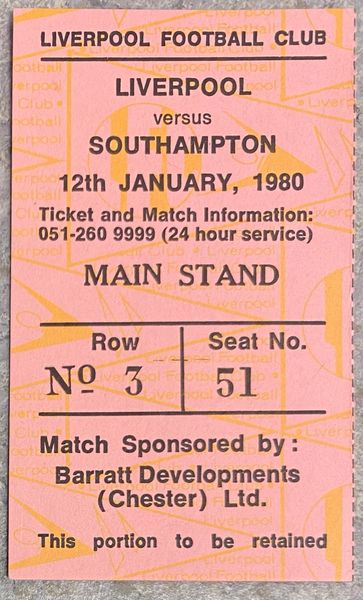 LIVERPOOL FOOTBALL CLUB
LIVERPOOL
versus
SOUTHAMPTON
12th JANUARY, 1980
Ticket and Match Information:
051-260 9999 (24 hour service)
MAIN STAND
Row Seat No.
Nº 3 51
Match Sponsored by :
Barratt Developments
(Chester) Ltd.
This portion to be retained